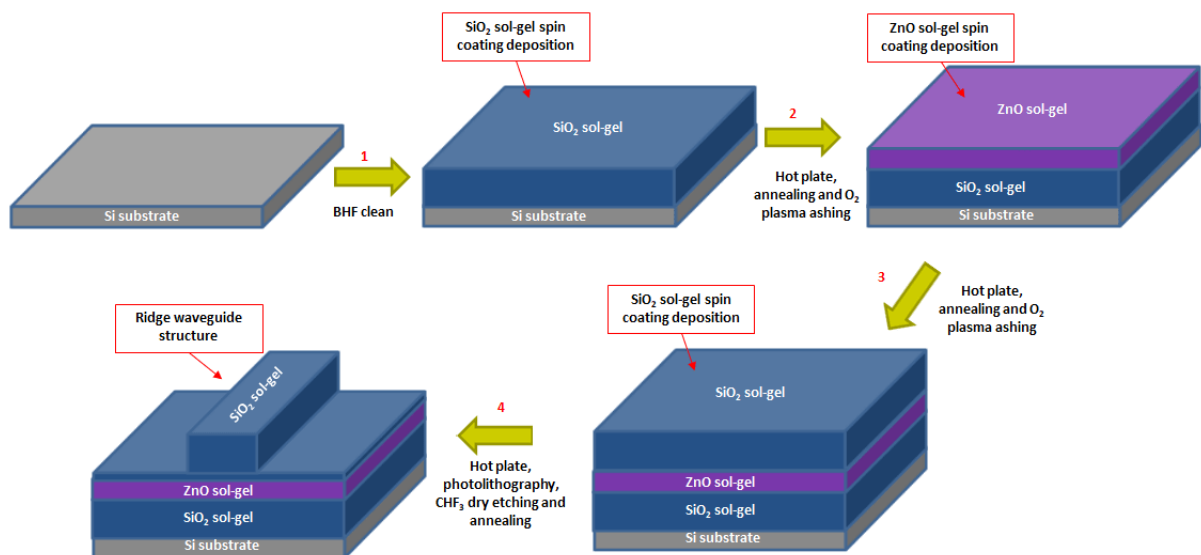 SiO₂ sol-gel spin
coating deposition
ZnO sol-gel spin
coating deposition
Si substrate
1
BHF clean
SiO₂ sol-gel
Si substrate
2
Hot plate,
annealing and O₂
plasma ashing
ZnO sol-gel
SiO₂ sol-gel
Si substrate
3
Hot plate,
annealing and O₂
plasma ashing
SiO₂ sol-gel spin
coating deposition
SiO₂ sol-gel
ZnO sol-gel
SiO₂ sol-gel
Si substrate
4
Hot plate,
photolithography,
CHF₃ dry etching and
annealing
Ridge waveguide
structure
SiO₂ sol-gel
ZnO sol-gel
SiO₂ sol-gel
Si substrate